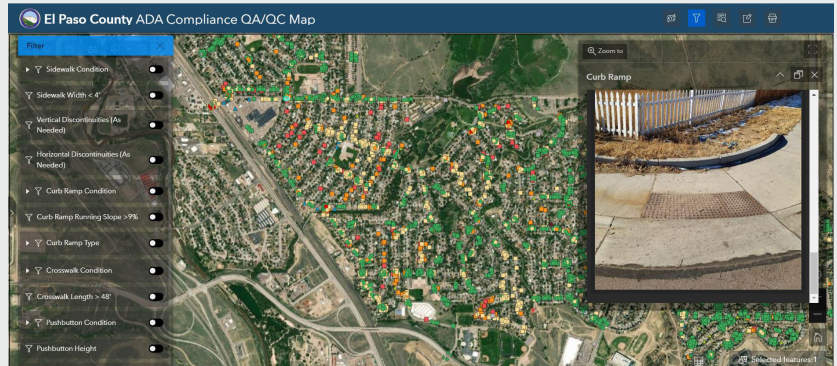 El Paso County ADA Compliance QA/QC Map
Filter
Sidewalk Condition
Sidewalk Width < 4'
Vertical Discontinuities (As
Needed)
Horizontal Discontinuities (As
Needed)
Curb Ramp Condition
Curb Ramp Running Slope >9%
Curb Ramp Type
Crosswalk Condition
Crosswalk Length > 48'
Pushbutton Condition
Pushbutton Height
Zoom to
Curb Ramp
Selected features:1